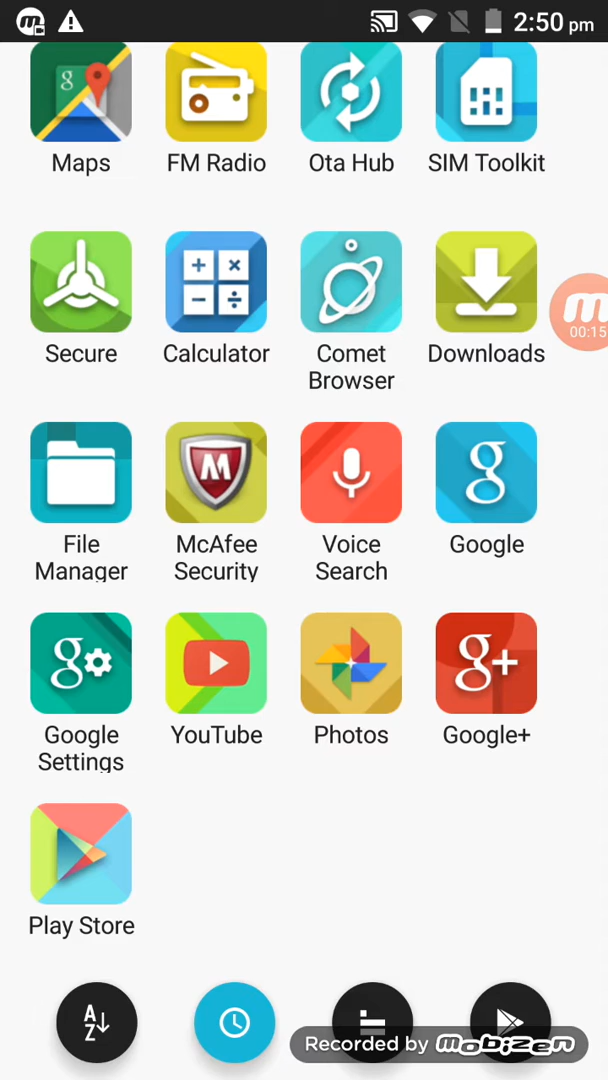 2:50 pm
Maps FM Radio Ota Hub SIM Toolkit
Secure Calculator Comet Downloads
Browser
00:15
File McAfee Voice Google
Manager Security Search
Google YouTube Photos Google+
Settings
Play Store
Recorded by mobizen